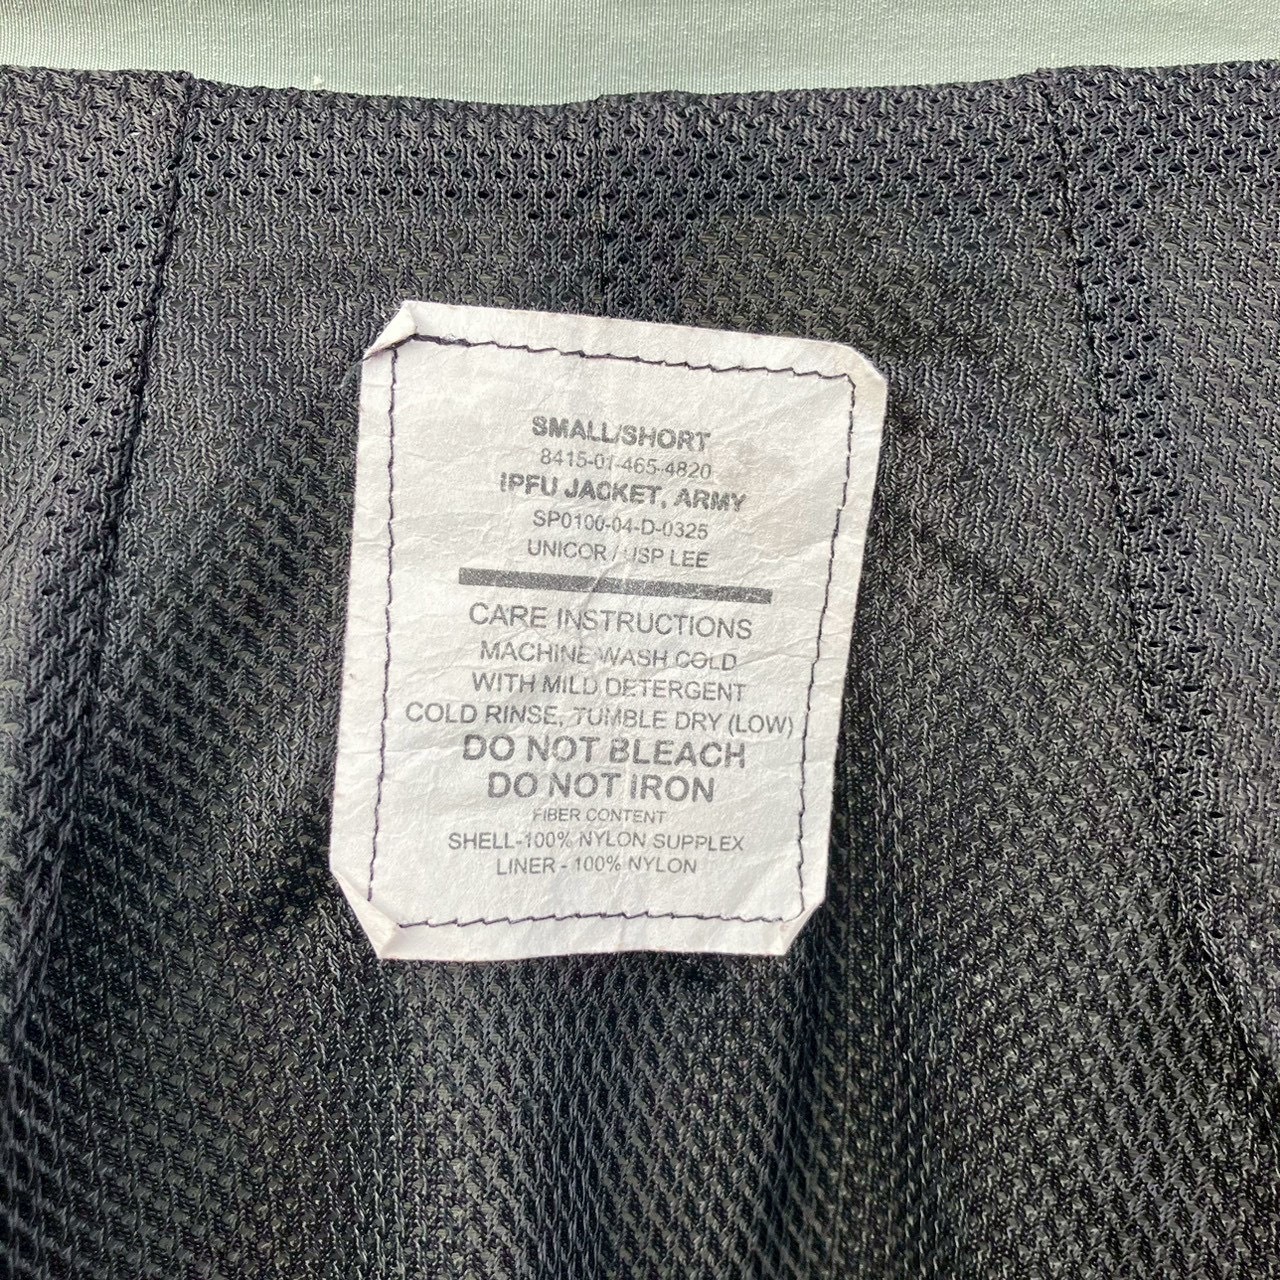 SMALL/SHORT
8415-01-465-4820
IPFU JACKET, ARMY
SP0100-04-D-0325
UNICOR / USP LEE
CARE INSTRUCTIONS
MACHINE WASH COLD
WITH MILD DETERGENT
COLD RINSE, TUMBLE DRY (LOW)
DO NOT BLEACH
DO NOT IRON
FIBER CONTENT
SHELL-100% NYLON SUPPLEX
LINER - 100% NYLON